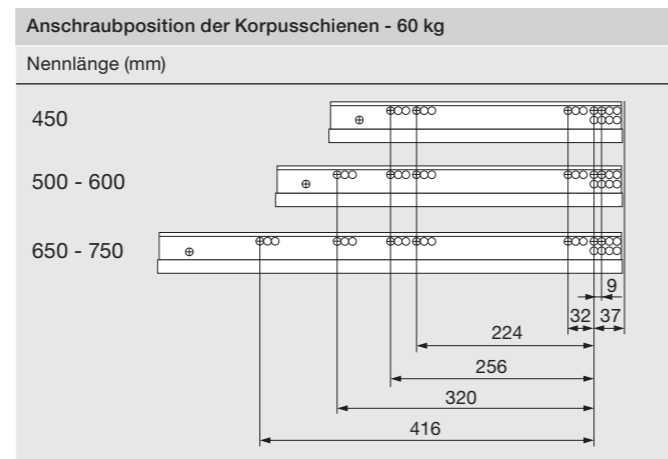 Anschraubposition der Korpusschienen - 60 kg
Nennlänge (mm)
450
500 - 600
650 - 750
9
32 37
224
256
320
416